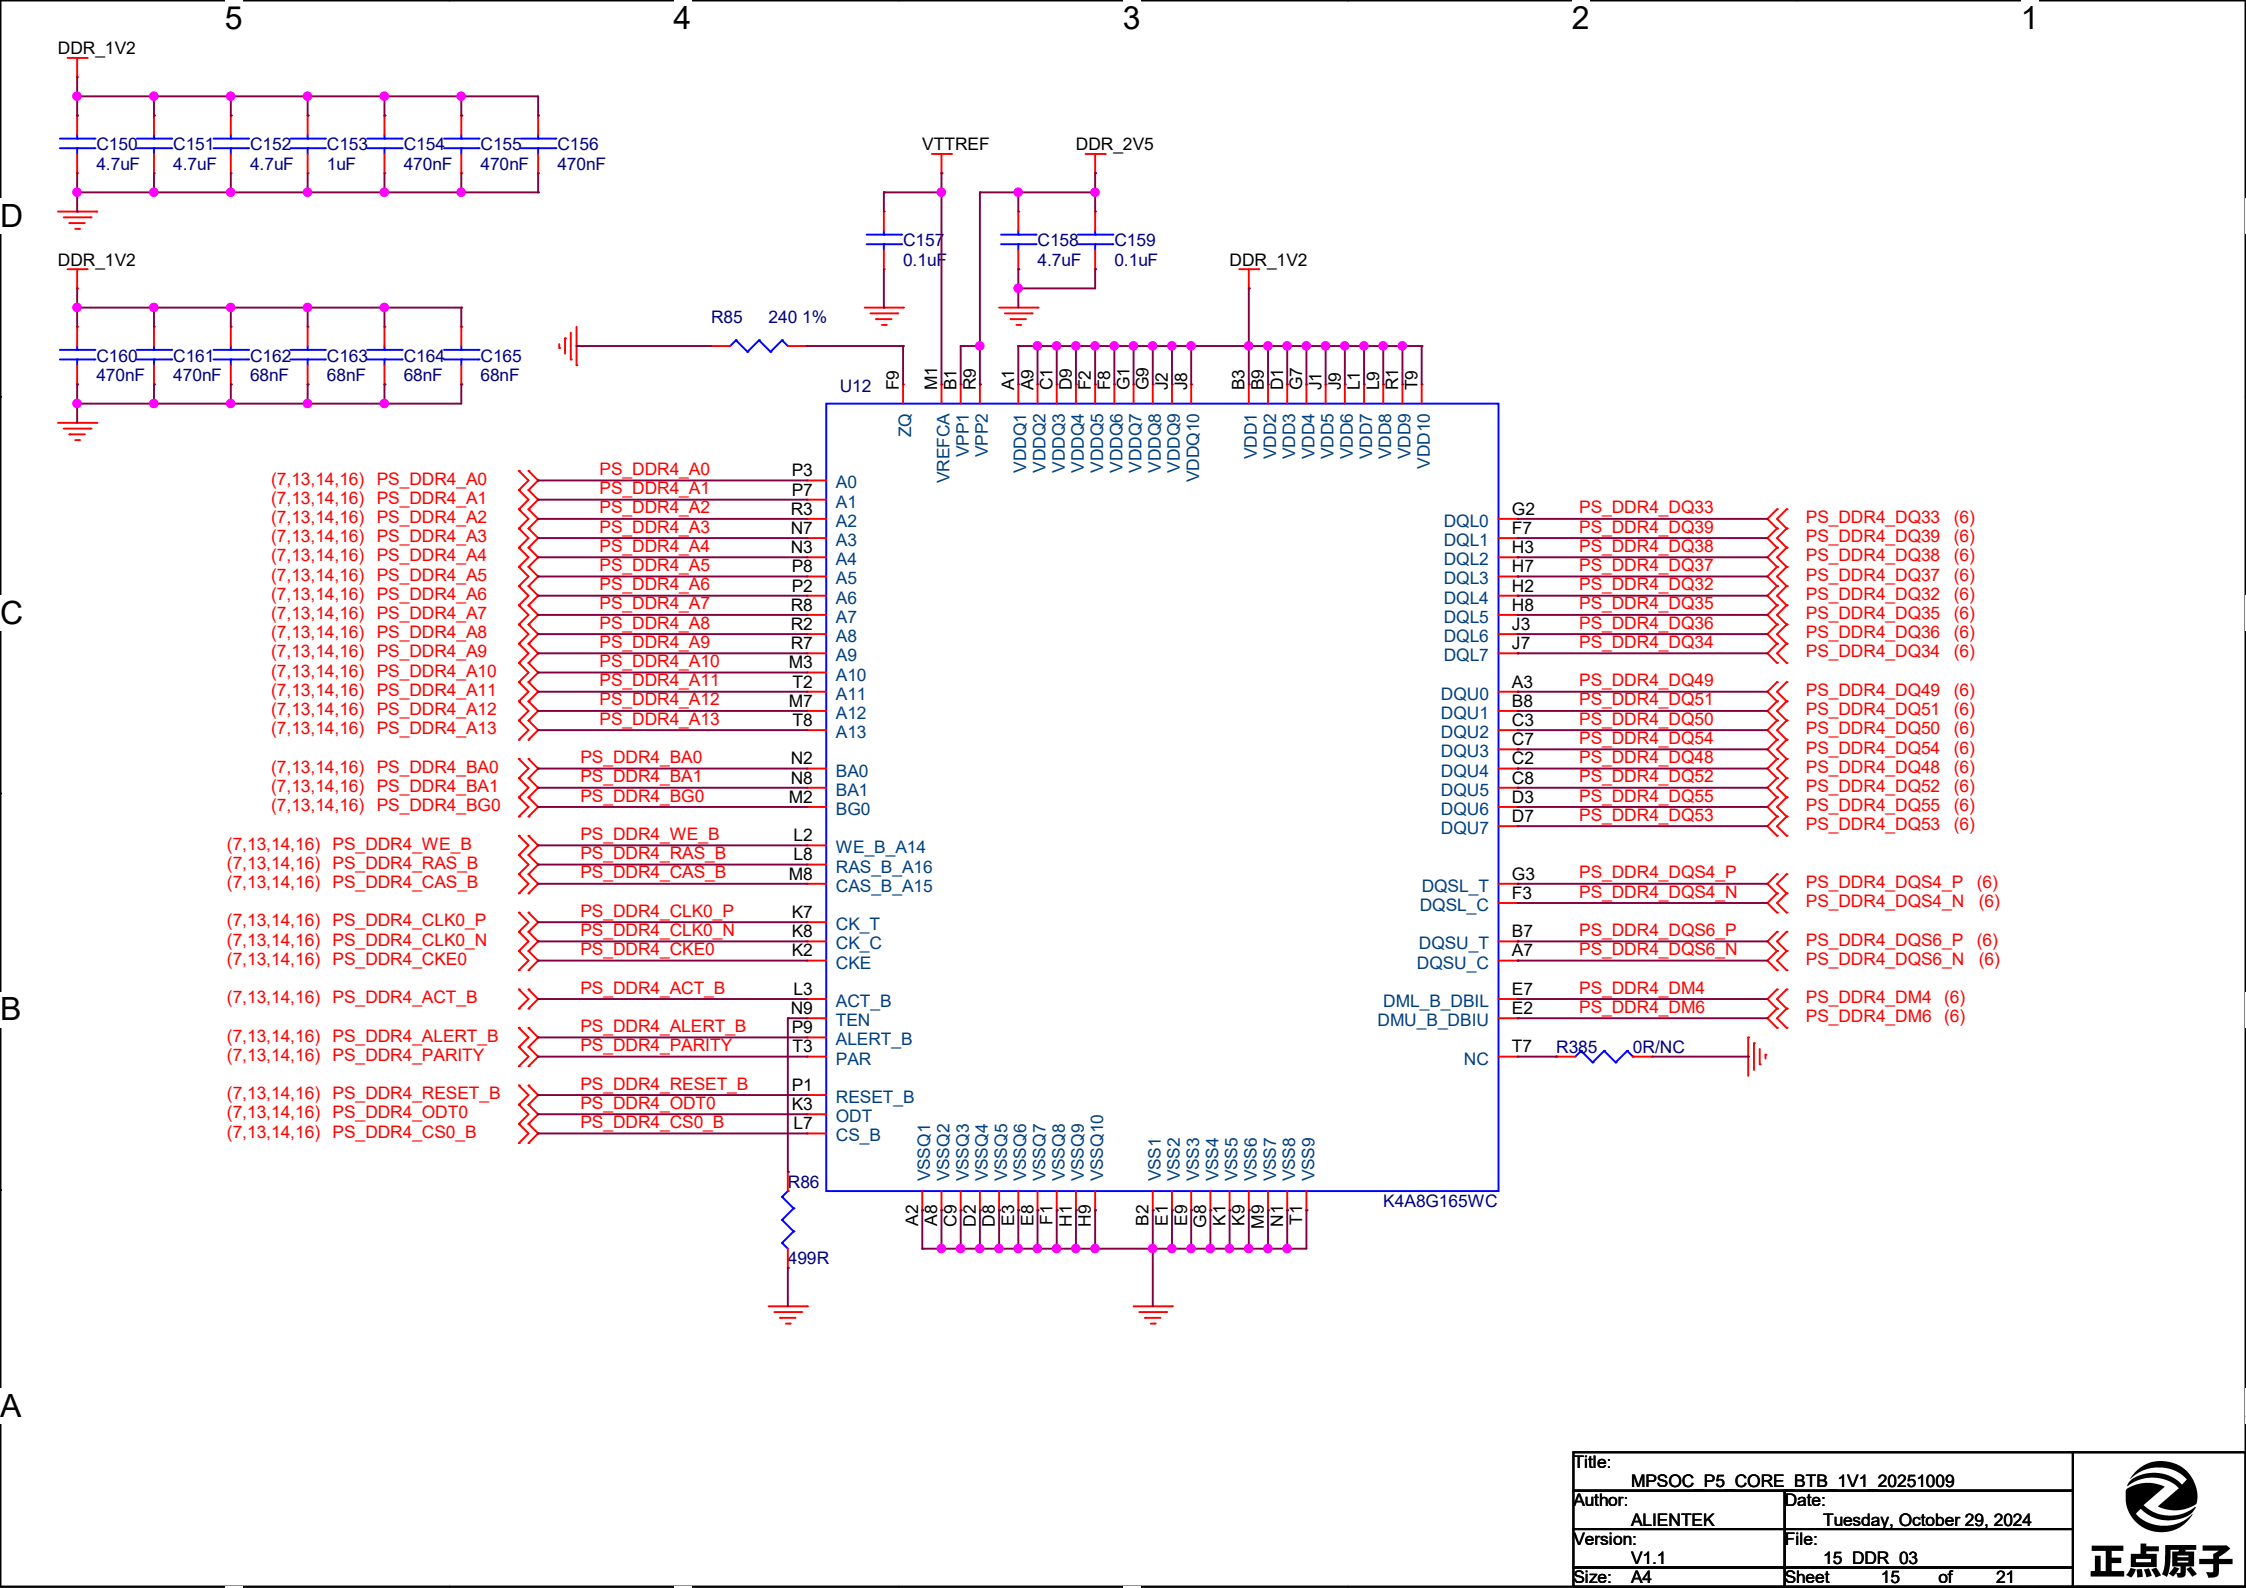 5 4 3 2 1
D
C
B
A
DDR_1V2
C150 C151 C152 C153 C154 C155 C156
4.7uF 4.7uF 4.7uF 1uF 470nF 470nF 470nF
DDR_1V2
C160 C161 C162 C163 C164 C165
470nF 470nF 68nF 68nF 68nF 68nF
VTTREF DDR_2V5
C157 C158 C159
0.1uF 4.7uF 0.1uF
DDR_1V2
R85 240 1%
U12
F9 M1 B1 R9 A1 A9 C1 D9 F2 F8 G1 G9 J2 J8 B3 B9 D1 G7 J1 J9 L1 L9 R1 T9
ZQ VREFCA VPP1 VPP2 VDDQ1 VDDQ2 VDDQ3 VDDQ4 VDDQ5 VDDQ6 VDDQ7 VDDQ8 VDDQ9 VDDQ10 VDD1 VDD2 VDD3 VDD4 VDD5 VDD6 VDD7 VDD8 VDD9 VDD10
(7,13,14,16) PS_DDR4_A0 PS_DDR4_A0 P3 A0
(7,13,14,16) PS_DDR4_A1 PS_DDR4_A1 P7 A1
(7,13,14,16) PS_DDR4_A2 PS_DDR4_A2 R3 A2
(7,13,14,16) PS_DDR4_A3 PS_DDR4_A3 N7 A3
(7,13,14,16) PS_DDR4_A4 PS_DDR4_A4 N3 A4
(7,13,14,16) PS_DDR4_A5 PS_DDR4_A5 P8 A5
(7,13,14,16) PS_DDR4_A6 PS_DDR4_A6 P2 A6
(7,13,14,16) PS_DDR4_A7 PS_DDR4_A7 R8 A7
(7,13,14,16) PS_DDR4_A8 PS_DDR4_A8 R2 A8
(7,13,14,16) PS_DDR4_A9 PS_DDR4_A9 R7 A9
(7,13,14,16) PS_DDR4_A10 PS_DDR4_A10 M3 A10
(7,13,14,16) PS_DDR4_A11 PS_DDR4_A11 T2 A11
(7,13,14,16) PS_DDR4_A12 PS_DDR4_A12 M7 A12
(7,13,14,16) PS_DDR4_A13 PS_DDR4_A13 T8 A13
(7,13,14,16) PS_DDR4_BA0 PS_DDR4_BA0 N2 BA0
(7,13,14,16) PS_DDR4_BA1 PS_DDR4_BA1 N8 BA1
(7,13,14,16) PS_DDR4_BG0 PS_DDR4_BG0 M2 BG0
(7,13,14,16) PS_DDR4_WE_B PS_DDR4_WE_B L2 WE_B_A14
(7,13,14,16) PS_DDR4_RAS_B PS_DDR4_RAS_B L8 RAS_B_A16
(7,13,14,16) PS_DDR4_CAS_B PS_DDR4_CAS_B M8 CAS_B_A15
(7,13,14,16) PS_DDR4_CLK0_P PS_DDR4_CLK0_P K7 CK_T
(7,13,14,16) PS_DDR4_CLK0_N PS_DDR4_CLK0_N K8 CK_C
(7,13,14,16) PS_DDR4_CKE0 PS_DDR4_CKE0 K2 CKE
(7,13,14,16) PS_DDR4_ACT_B PS_DDR4_ACT_B L3 ACT_B
N9 TEN
(7,13,14,16) PS_DDR4_ALERT_B PS_DDR4_ALERT_B P9 ALERT_B
(7,13,14,16) PS_DDR4_PARITY PS_DDR4_PARITY T3 PAR
(7,13,14,16) PS_DDR4_RESET_B PS_DDR4_RESET_B P1 RESET_B
(7,13,14,16) PS_DDR4_ODT0 PS_DDR4_ODT0 K3 ODT
(7,13,14,16) PS_DDR4_CS0_B PS_DDR4_CS0_B L7 CS_B
DQL0 G2 PS_DDR4_DQ33 PS_DDR4_DQ33 (6)
DQL1 F7 PS_DDR4_DQ39 PS_DDR4_DQ39 (6)
DQL2 H3 PS_DDR4_DQ38 PS_DDR4_DQ38 (6)
DQL3 H7 PS_DDR4_DQ37 PS_DDR4_DQ37 (6)
DQL4 H2 PS_DDR4_DQ32 PS_DDR4_DQ32 (6)
DQL5 H8 PS_DDR4_DQ35 PS_DDR4_DQ35 (6)
DQL6 J3 PS_DDR4_DQ36 PS_DDR4_DQ36 (6)
DQL7 J7 PS_DDR4_DQ34 PS_DDR4_DQ34 (6)
DQU0 A3 PS_DDR4_DQ49 PS_DDR4_DQ49 (6)
DQU1 B8 PS_DDR4_DQ51 PS_DDR4_DQ51 (6)
DQU2 C3 PS_DDR4_DQ50 PS_DDR4_DQ50 (6)
DQU3 C7 PS_DDR4_DQ54 PS_DDR4_DQ54 (6)
DQU4 C2 PS_DDR4_DQ48 PS_DDR4_DQ48 (6)
DQU5 C8 PS_DDR4_DQ52 PS_DDR4_DQ52 (6)
DQU6 D3 PS_DDR4_DQ55 PS_DDR4_DQ55 (6)
DQU7 D7 PS_DDR4_DQ53 PS_DDR4_DQ53 (6)
DQSL_T G3 PS_DDR4_DQS4_P PS_DDR4_DQS4_P (6)
DQSL_C F3 PS_DDR4_DQS4_N PS_DDR4_DQS4_N (6)
DQSU_T B7 PS_DDR4_DQS6_P PS_DDR4_DQS6_P (6)
DQSU_C A7 PS_DDR4_DQS6_N PS_DDR4_DQS6_N (6)
DML_B_DBIL E7 PS_DDR4_DM4 PS_DDR4_DM4 (6)
DMU_B_DBIU E2 PS_DDR4_DM6 PS_DDR4_DM6 (6)
NC T7 R385 0R/NC
VSSQ1 VSSQ2 VSSQ3 VSSQ4 VSSQ5 VSSQ6 VSSQ7 VSSQ8 VSSQ9 VSSQ10 VSS1 VSS2 VSS3 VSS4 VSS5 VSS6 VSS7 VSS8 VSS9
A2 A8 C9 D2 D8 E3 E8 F1 H1 H9 B2 E1 E9 G8 K1 K9 M9 N1 T1
K4A8G165WC
R86
499R
Title:
MPSOC_P5_CORE_BTB_1V1_20251009
Author: Date:
ALIENTEK Tuesday, October 29, 2024
Version: File:
V1.1 15_DDR_03
Size: A4 Sheet 15 of 21
正点原子